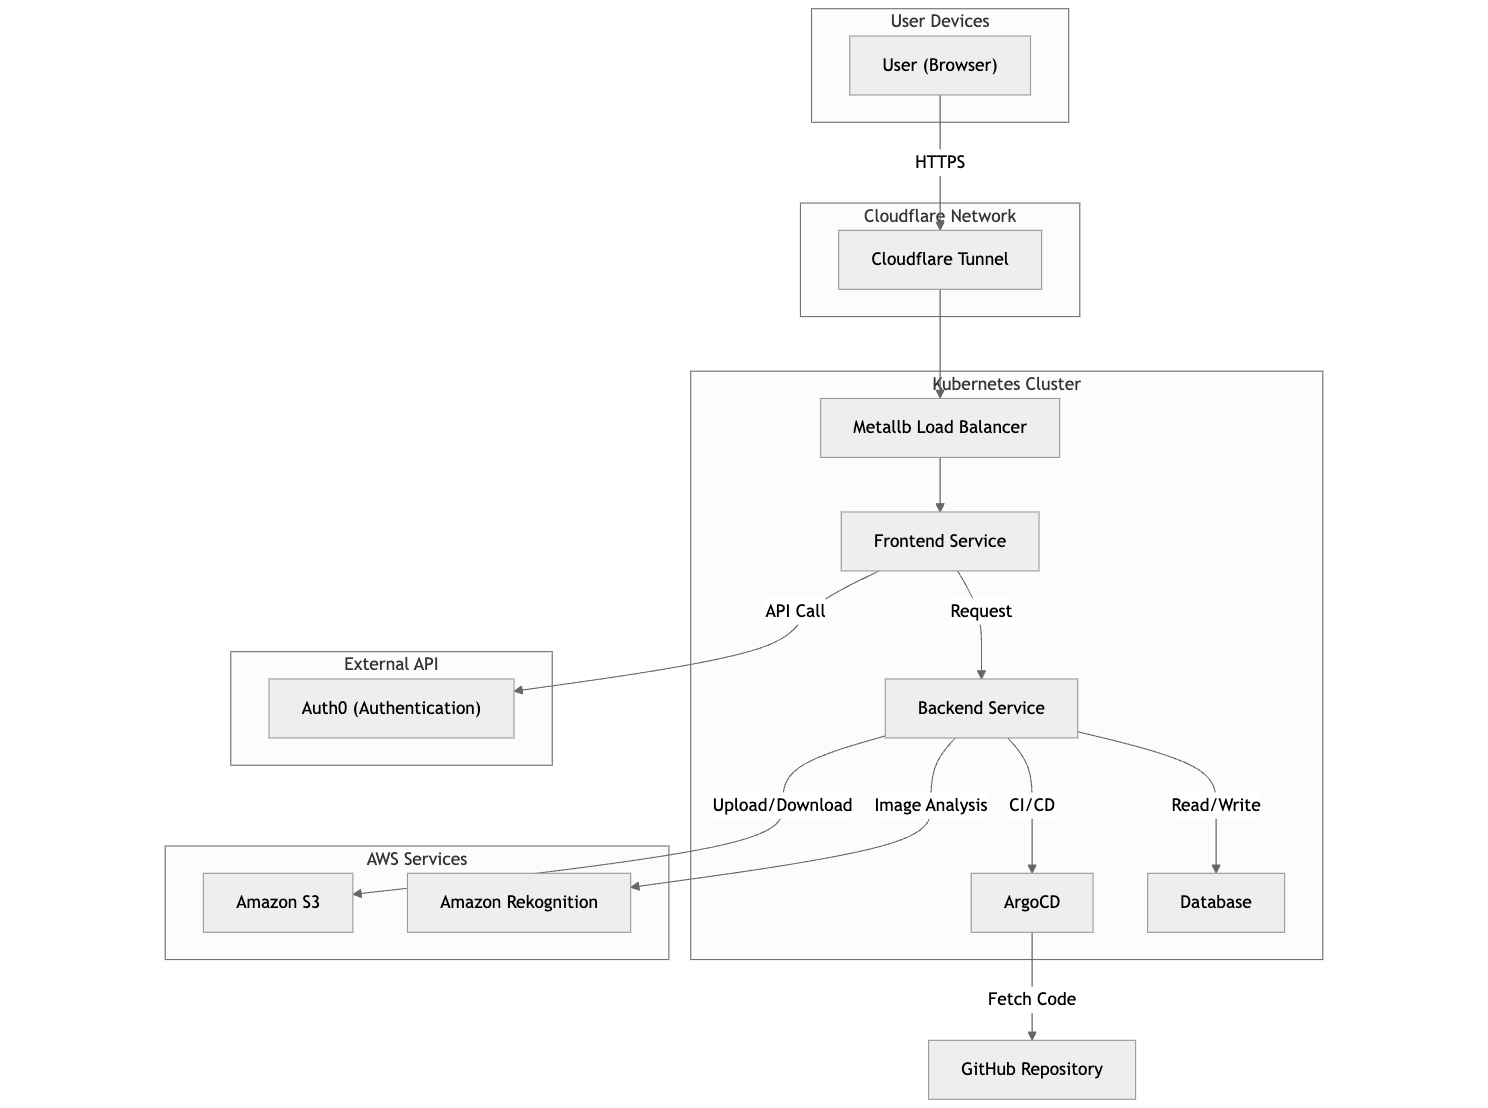 User Devices
User (Browser)
HTTPS
Cloudflare Network
Cloudflare Tunnel
Kubernetes Cluster
Metallb Load Balancer
Frontend Service
API Call
Request
External API
Auth0 (Authentication)
Backend Service
Upload/Download
Image Analysis
CI/CD
Read/Write
AWS Services
Amazon S3
Amazon Rekognition
ArgoCD
Database
Fetch Code
GitHub Repository